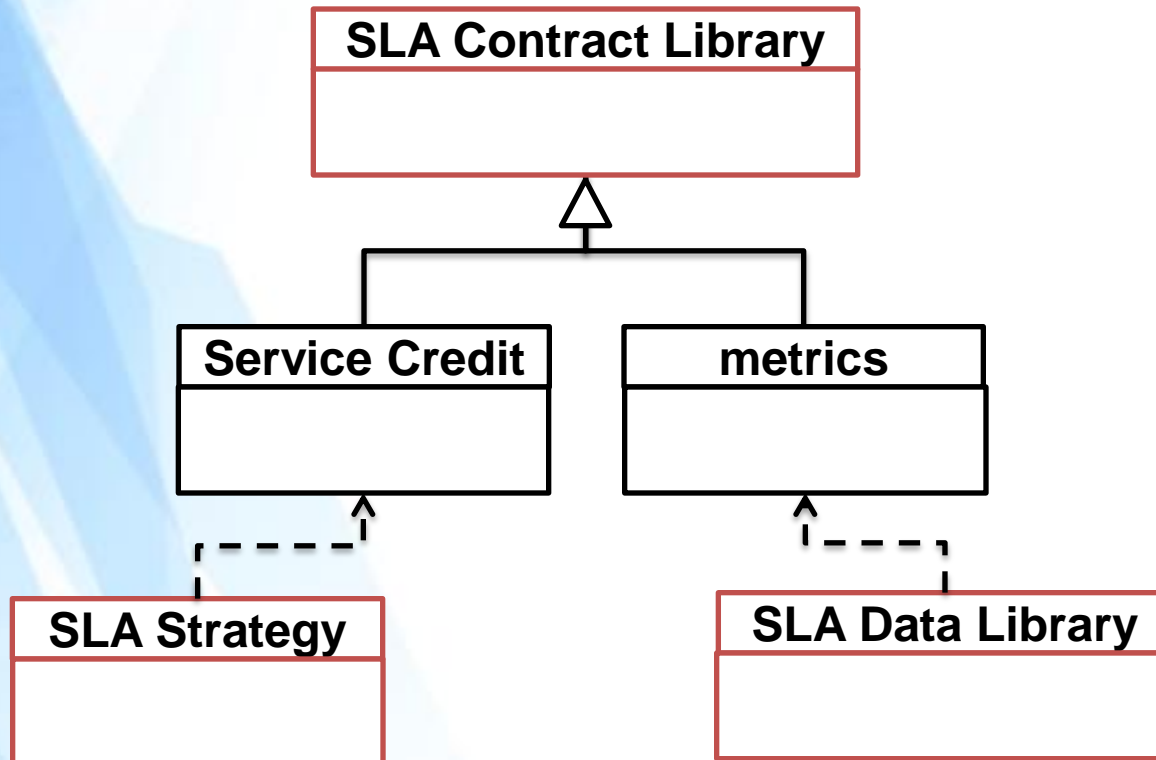 SLA Contract Library
Service Credit
metrics
SLA Strategy
SLA Data Library